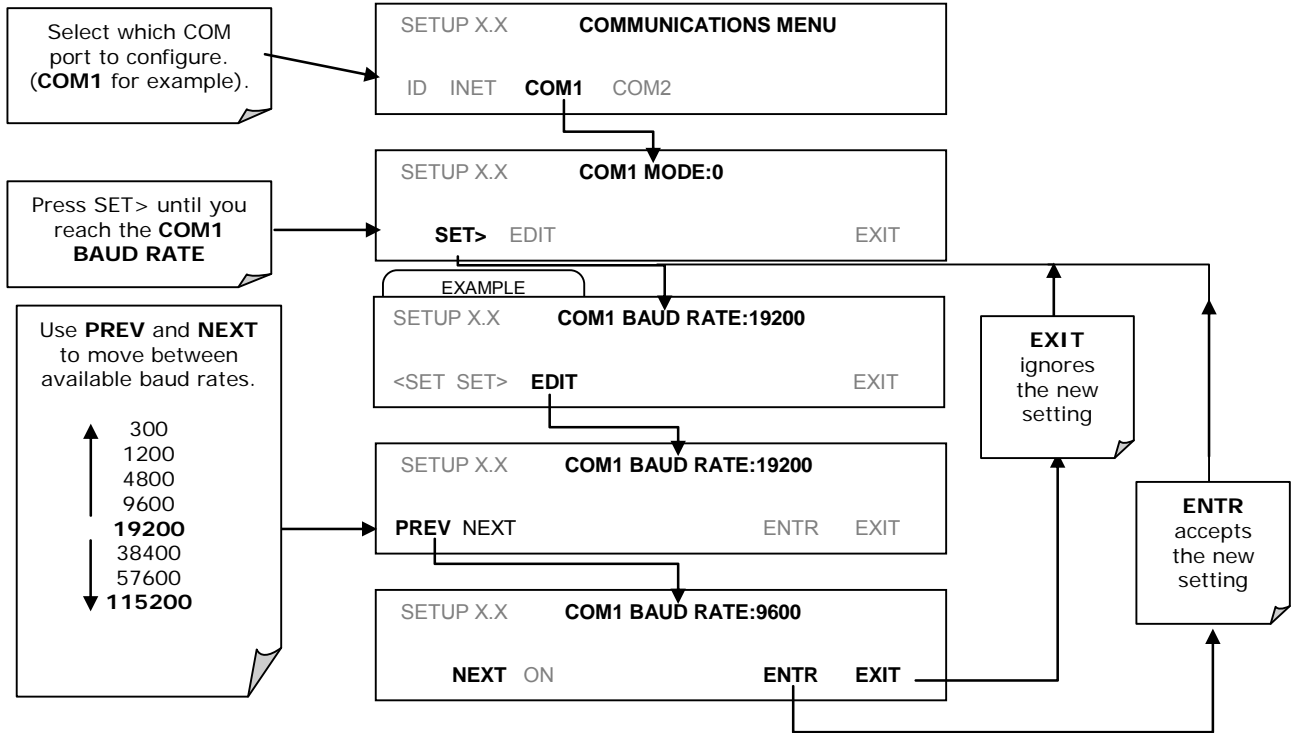 Select which COM
port to configure.
(COM1 for example).
SETUP X.X COMMUNICATIONS MENU
ID INET COM1 COM2
Press SET> until you
reach the COM1
BAUD RATE
SETUP X.X COM1 MODE:0
SET> EDIT EXIT
EXAMPLE
SETUP X.X COM1 BAUD RATE:19200
<SET SET> EDIT EXIT
Use PREV and NEXT
to move between
available baud rates.
300
1200
4800
9600
19200
38400
57600
115200
SETUP X.X COM1 BAUD RATE:19200
PREV NEXT ENTR EXIT
SETUP X.X COM1 BAUD RATE:9600
NEXT ON ENTR EXIT
EXIT
ignores
the new
setting
ENTR
accepts
the new
setting